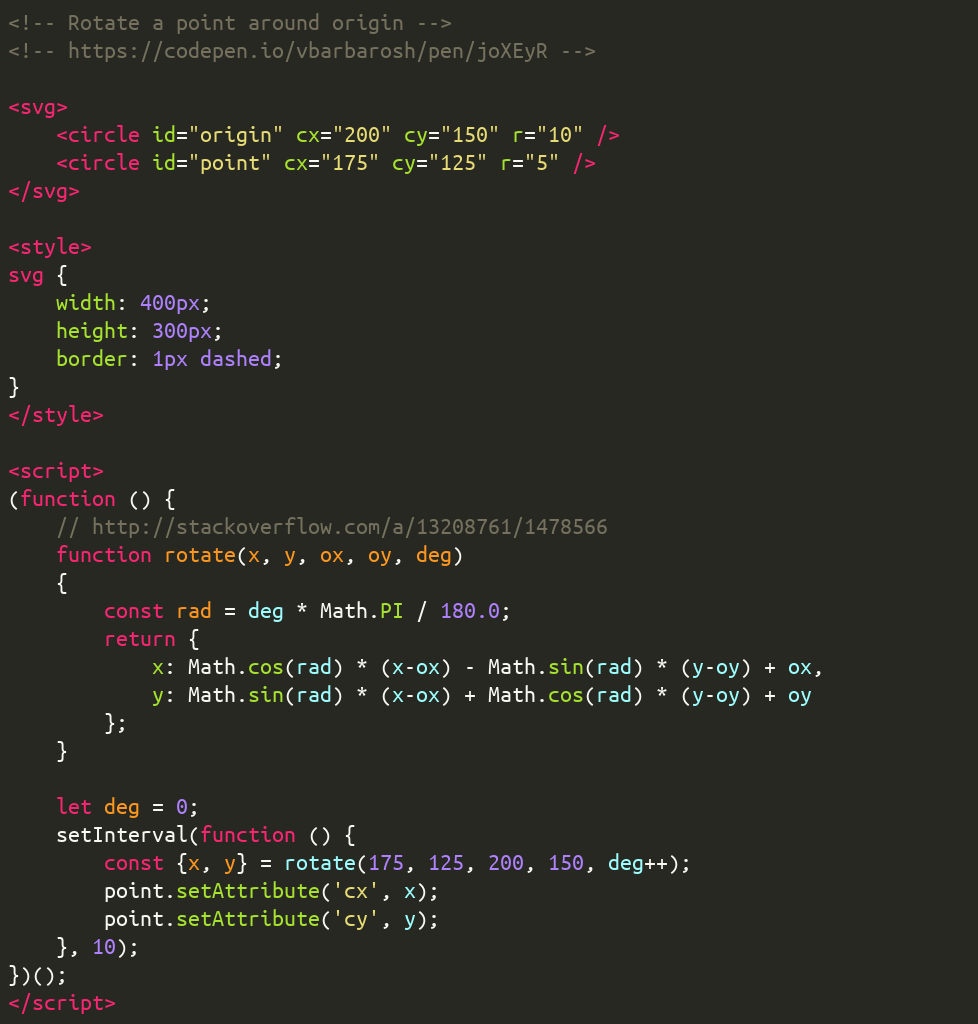 <!-- Rotate a point around origin -->
<!-- https://codepen.io/vbarbarosh/pen/joXEyR -->

<svg>
    <circle id="origin" cx="200" cy="150" r="10" />
    <circle id="point" cx="175" cy="125" r="5" />
</svg>

<style>
svg {
    width: 400px;
    height: 300px;
    border: 1px dashed;
}
</style>

<script>
(function () {
    // http://stackoverflow.com/a/13208761/1478566
    function rotate(x, y, ox, oy, deg)
    {
        const rad = deg * Math.PI / 180.0;
        return {
            x: Math.cos(rad) * (x-ox) - Math.sin(rad) * (y-oy) + ox,
            y: Math.sin(rad) * (x-ox) + Math.cos(rad) * (y-oy) + oy
        };
    }

    let deg = 0;
    setInterval(function () {
        const {x, y} = rotate(175, 125, 200, 150, deg++);
        point.setAttribute('cx', x);
        point.setAttribute('cy', y);
    }, 10);
})();
</script>